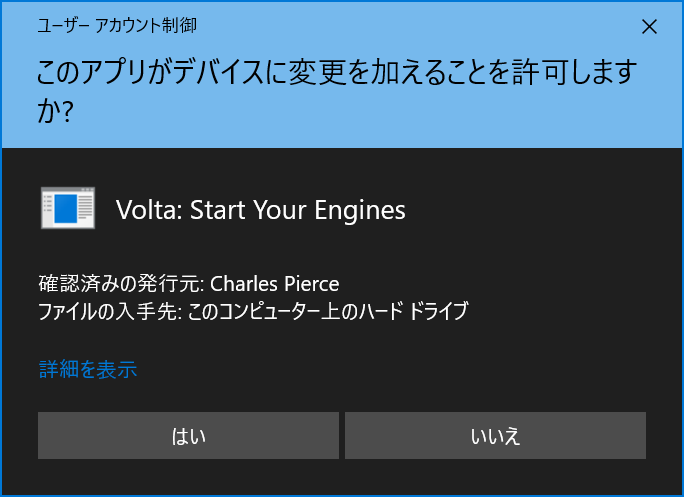 ユーザー アカウント制御
このアプリがデバイスに変更を加えることを許可します
か?
Volta: Start Your Engines
確認済みの発行元: Charles Pierce
ファイルの入手先: このコンピューター上のハード ドライブ
詳細を表示
はい
いいえ